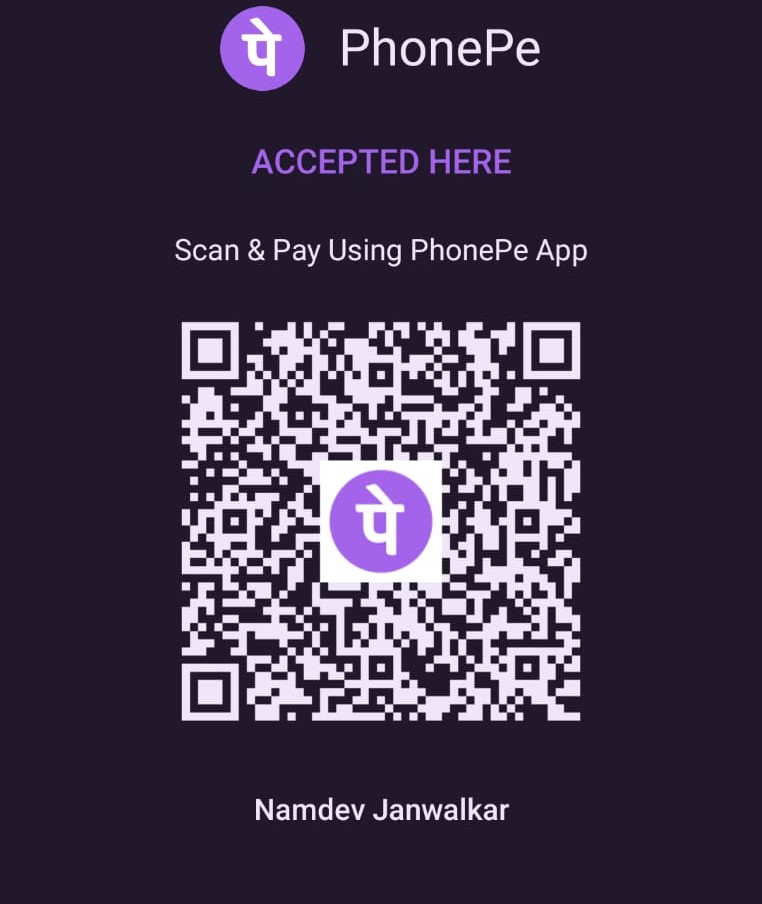 पे PhonePe
ACCEPTED HERE
Scan & Pay Using PhonePe App
पे
Namdev Janwalkar